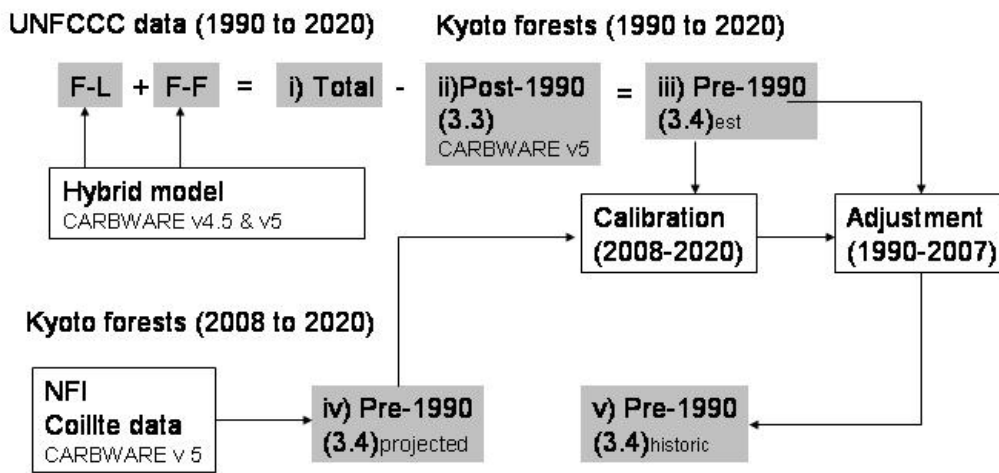 UNFCCC data (1990 to 2020)
Kyoto forests (1990 to 2020)
F-L + F-F = i) Total - ii)Post-1990 = iii) Pre-1990
(3.3)
(3.4)est
CARBWARE v5
Hybrid model
CARBWARE v4.5 & v5
Calibration
(2008-2020)
Adjustment
(1990-2007)
Kyoto forests (2008 to 2020)
NFI
Coillte data
CARBWARE v 5
iv) Pre-1990
(3.4)projected
v) Pre-1990
(3.4)historic